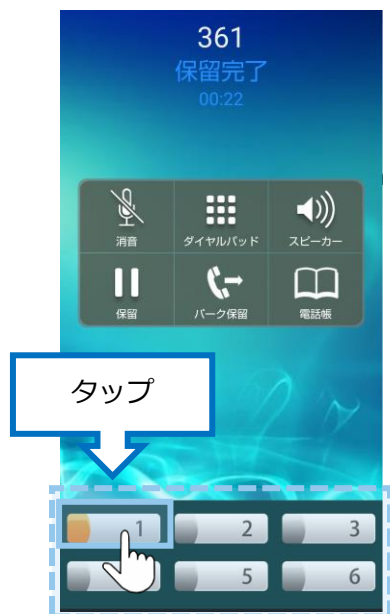 361
保留完了
00:22
消音
ダイヤルパッド
スピーカー
保留
パーク保留
電話帳
タップ
1
2
3
5
6